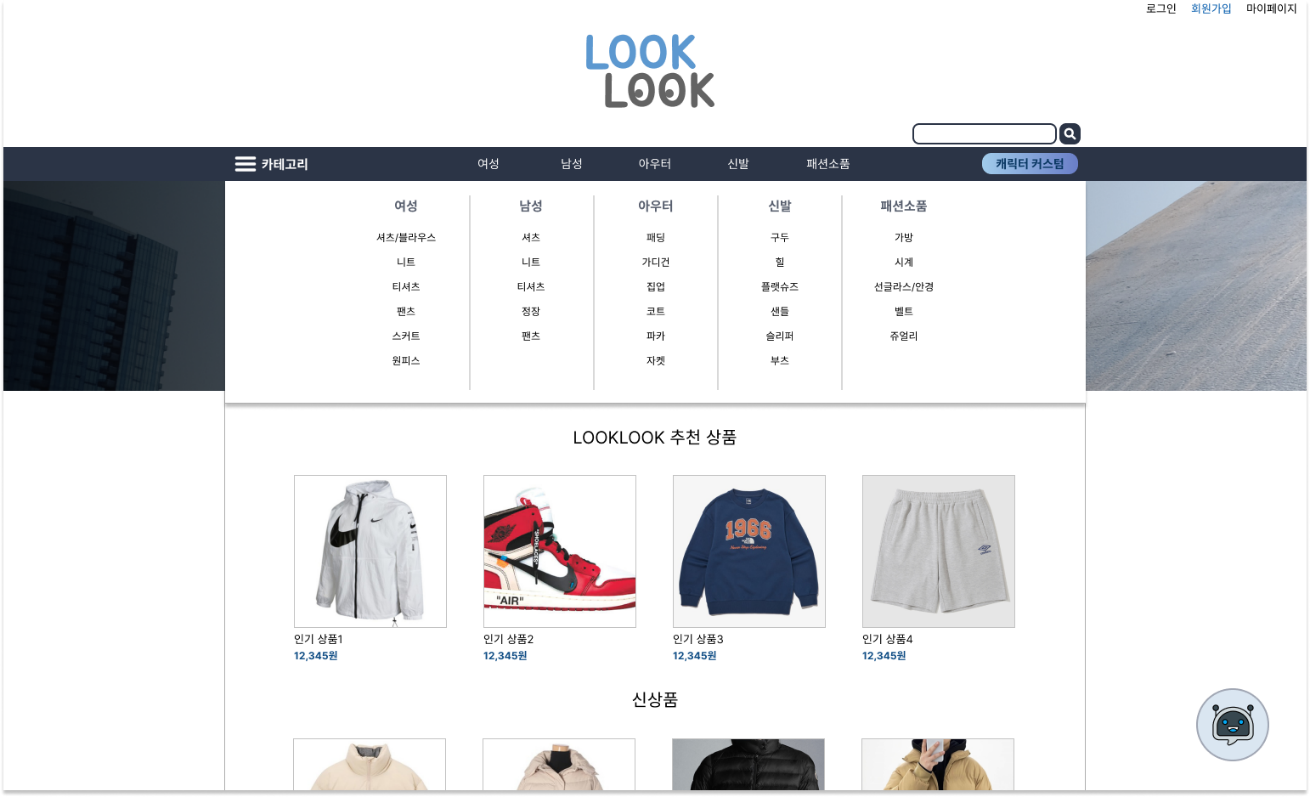 로그인 회원가입 마이페이지
LOOK
LOOK
카테고리 여성 남성 아우터 신발 패션소품 캐릭터 커스텀
여성 남성 아우터 신발 패션소품
셔츠/블라우스 셔츠 패딩 구두 가방
니트 니트 가디건 힐 시계
티셔츠 티셔츠 집업 플랫슈즈 선글라스/안경
팬츠 정장 코트 샌들 벨트
스커트 팬츠 파카 슬리퍼 쥬얼리
원피스 자켓 부츠
LOOKLOOK 추천 상품
1966
"AIR"
인기 상품1 인기 상품2 인기 상품3 인기 상품4
12,345원 12,345원 12,345원 12,345원
신상품